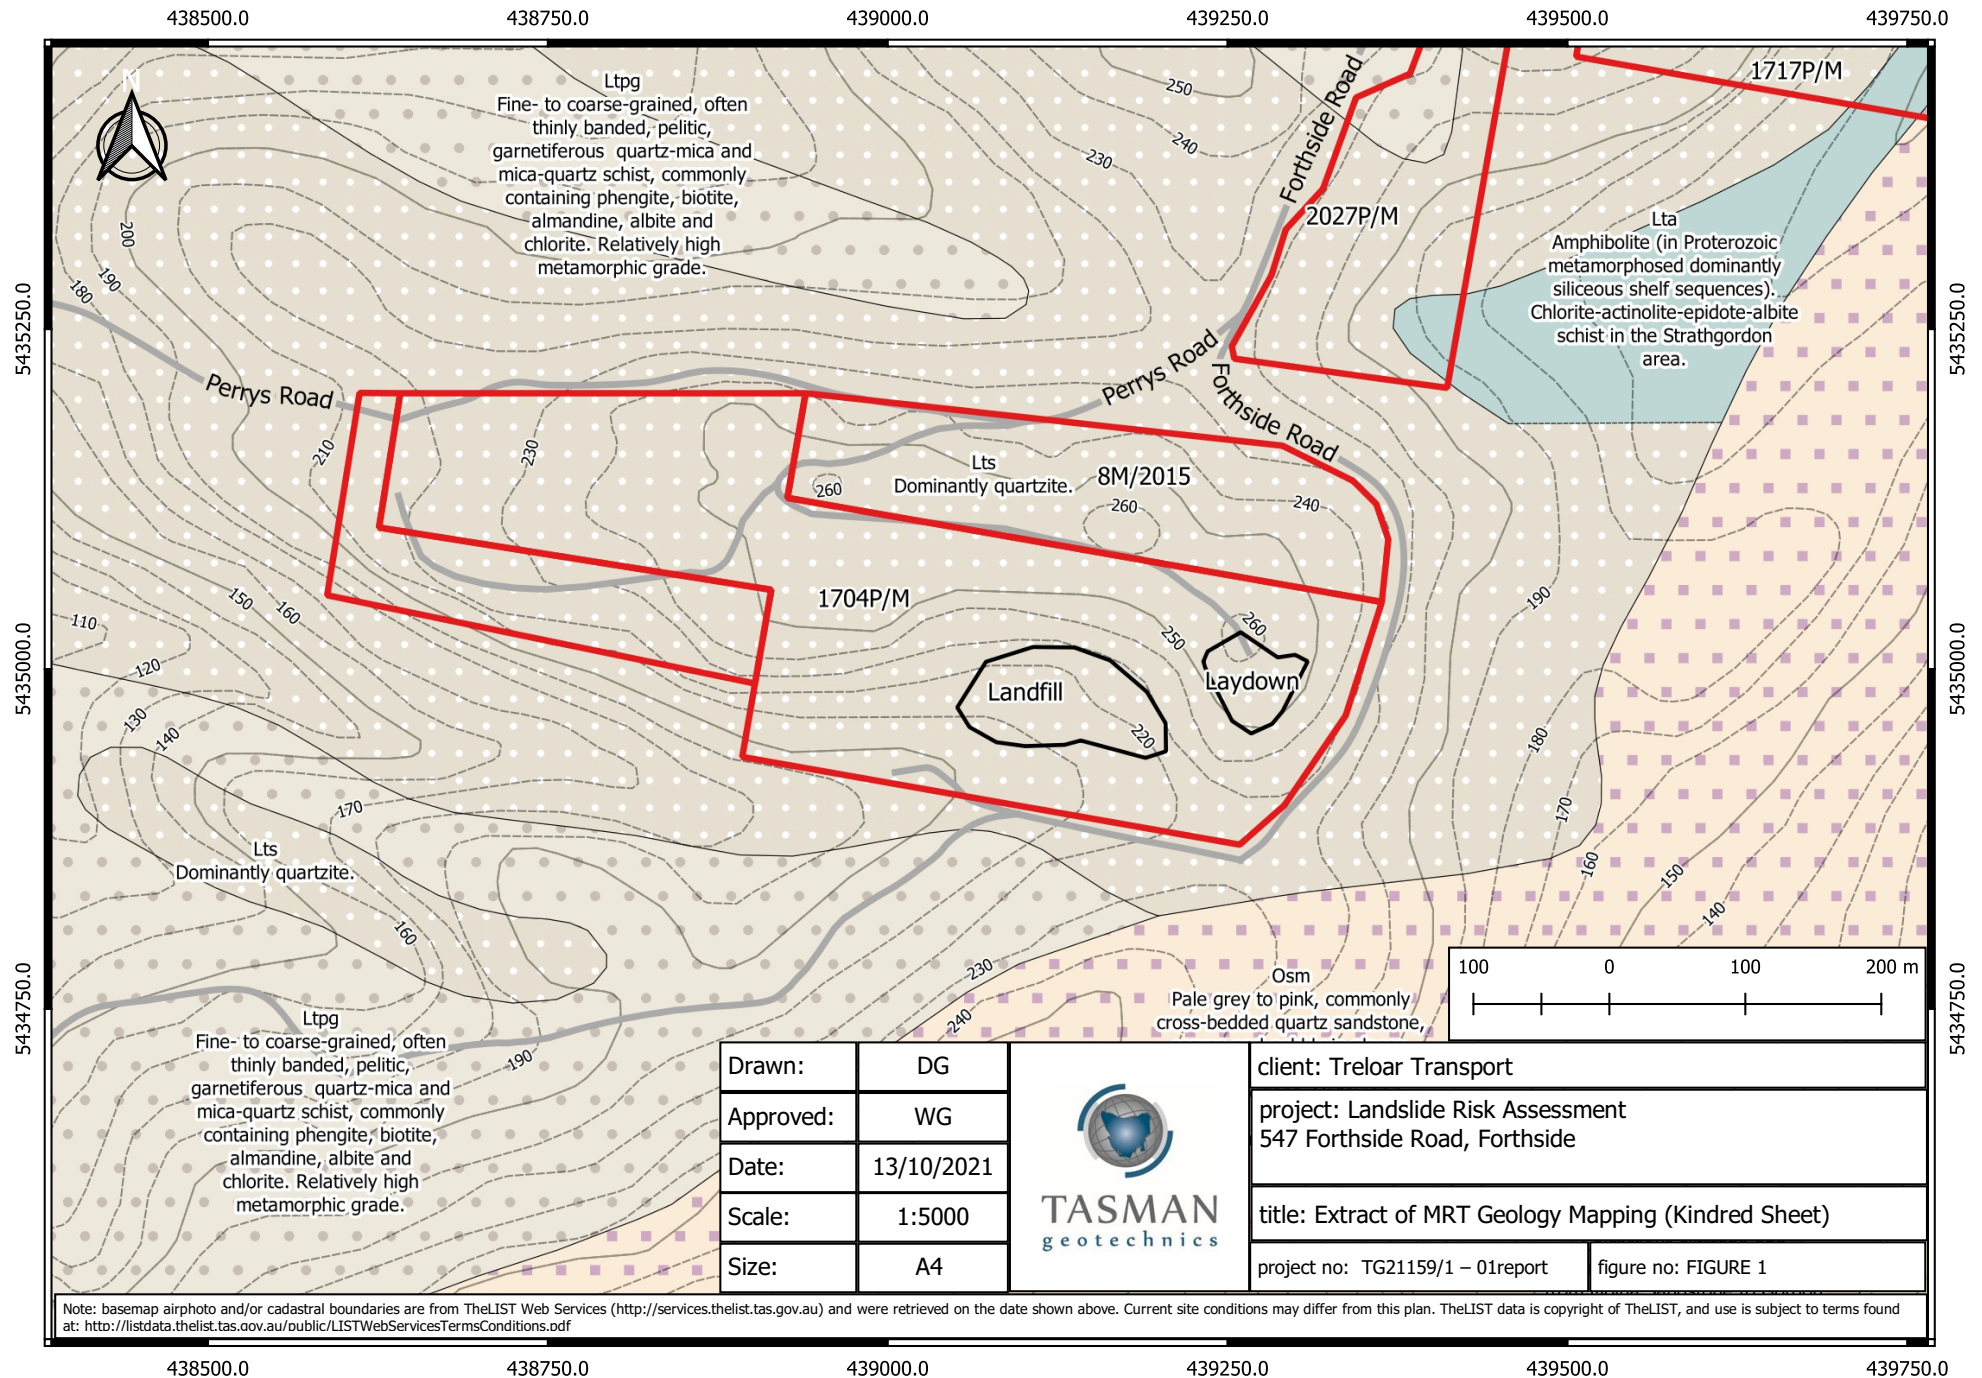 438500.0
438750.0
439000.0
439250.0
439500.0
439750.0
N
Ltpg
Fine- to coarse-grained, often
thinly banded, pelitic,
garnetiferous quartz-mica and
mica-quartz schist, commonly
containing phengite, biotite,
almandine, albite and
chlorite. Relatively high
metamorphic grade.
250
240
230
Forthside Road
1717P/M
2027P/M
Lta
Amphibolite (in Proterozoic
metamorphosed dominantly
siliceous shelf sequences).
Chlorite-actinolite-epidote-albite
schist in the Strathgordon
area.
200
190
180
5435250.0
5435250.0
Perrys Road
Perrys Road
Forthside Road
210
230
Lts
Dominantly quartzite.
8M/2015
260
260
240
1704P/M
150
160
110
120
130
140
250
260
190
180
170
160
150
140
Landfill
Laydown
220
5435000.0
5435000.0
170
Lts
Dominantly quartzite.
160
230
240
190
Osm
Pale grey to pink, commonly
cross-bedded quartz sandstone,
100 0 100 200 m
5434750.0
5434750.0
Ltpg
Fine- to coarse-grained, often
thinly banded, pelitic,
garnetiferous quartz-mica and
mica-quartz schist, commonly
containing phengite, biotite,
almandine, albite and
chlorite. Relatively high
metamorphic grade.
Drawn: DG
Approved: WG
Date: 13/10/2021
Scale: 1:5000
Size: A4
TASMAN
geotechnics
client: Treloar Transport
project: Landslide Risk Assessment
547 Forthside Road, Forthside
title: Extract of MRT Geology Mapping (Kindred Sheet)
project no: TG21159/1 – 01report
figure no: FIGURE 1
Note: basemap airphoto and/or cadastral boundaries are from TheLIST Web Services (http://services.thelist.tas.gov.au) and were retrieved on the date shown above. Current site conditions may differ from this plan. TheLIST data is copyright of TheLIST, and use is subject to terms found
at: http://listdata.thelist.tas.gov.au/public/LISTWebServicesTermsConditions.pdf
438500.0
438750.0
439000.0
439250.0
439500.0
439750.0